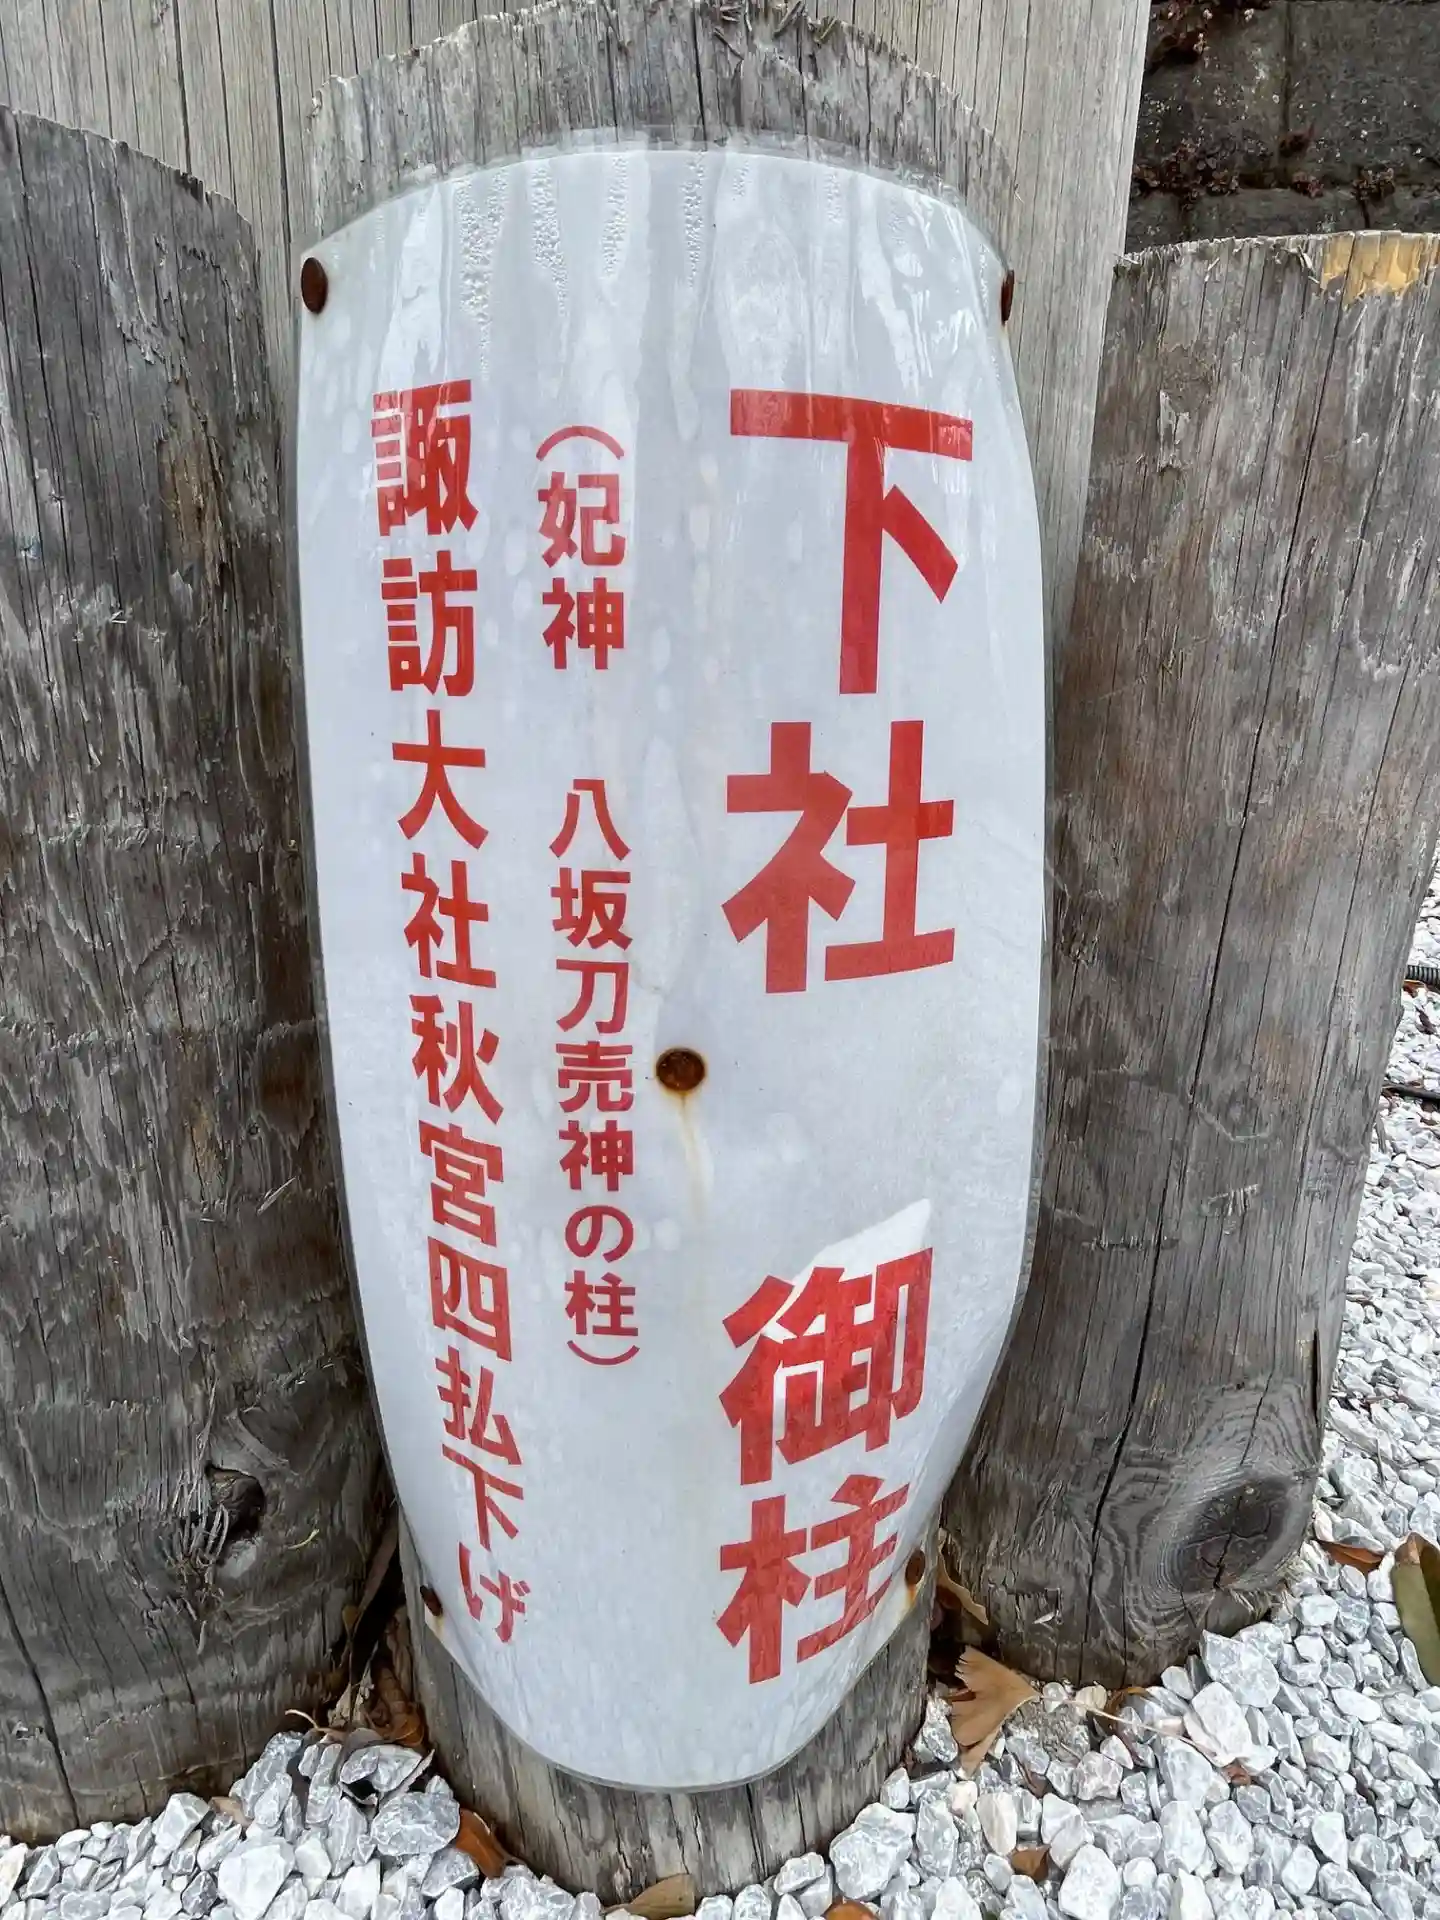 下社 御柱
（妃神 八坂刀売神の柱）
諏訪大社秋宮四払下げ